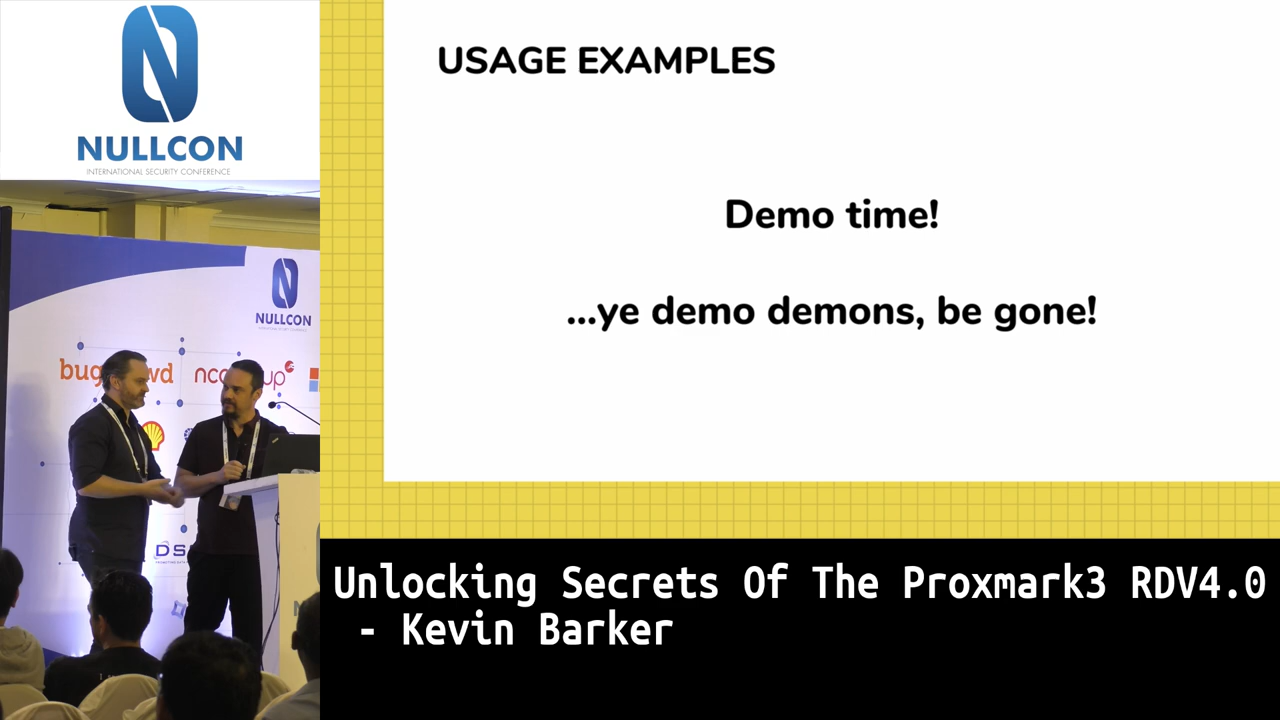 NULLCON
INTERNATIONAL SECURITY CONFERENCE
USAGE EXAMPLES
Demo time!
...ye demo demons, be gone!
NULLCON
Unlocking Secrets Of The Proxmark3 RDV4.0
- Kevin Barker